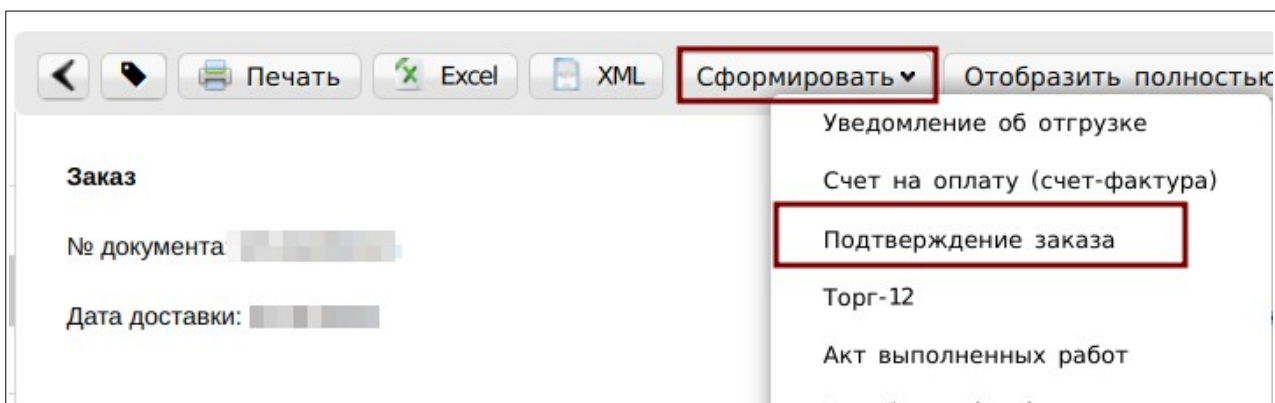 Печать Excel XML Сформировать Отобразить полностью
Уведомление об отгрузке
Заказ
Счет на оплату (счет-фактура)
№ документа
Подтверждение заказа
Дата доставки:
Торг-12
Акт выполненных работ